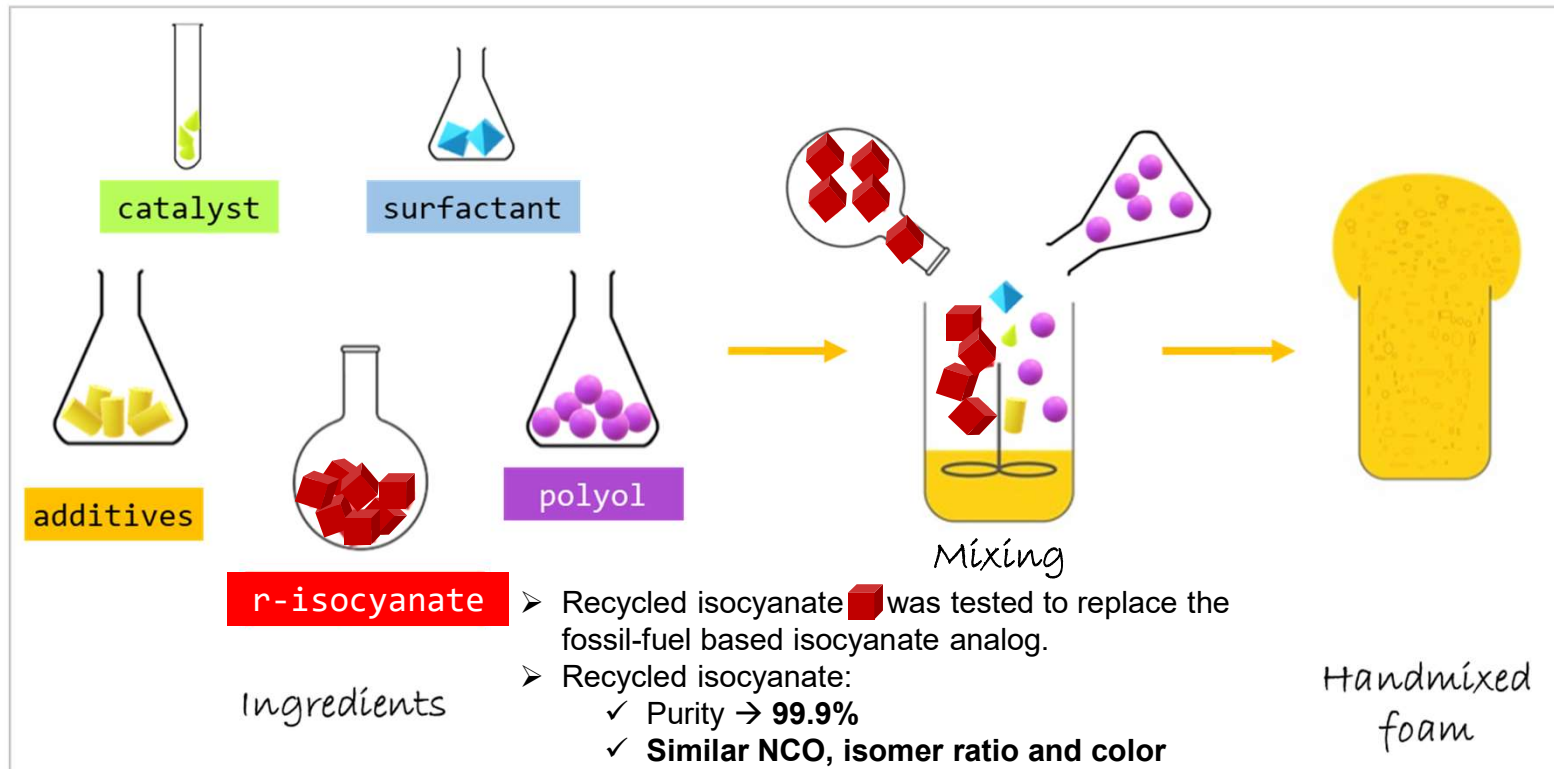 catalyst
surfactant
additives
polyol
r-isocyanate
Ingredients
Mixing
➢ Recycled isocyanate was tested to replace the
fossil-fuel based isocyanate analog.
➢ Recycled isocyanate:
✓ Purity → 99.9%
✓ Similar NCO, isomer ratio and color
Handmixed
foam